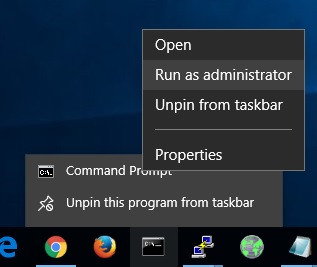 Open
Run as administrator
Unpin from taskbar
Properties
Command Prompt
Unpin this program from taskbar